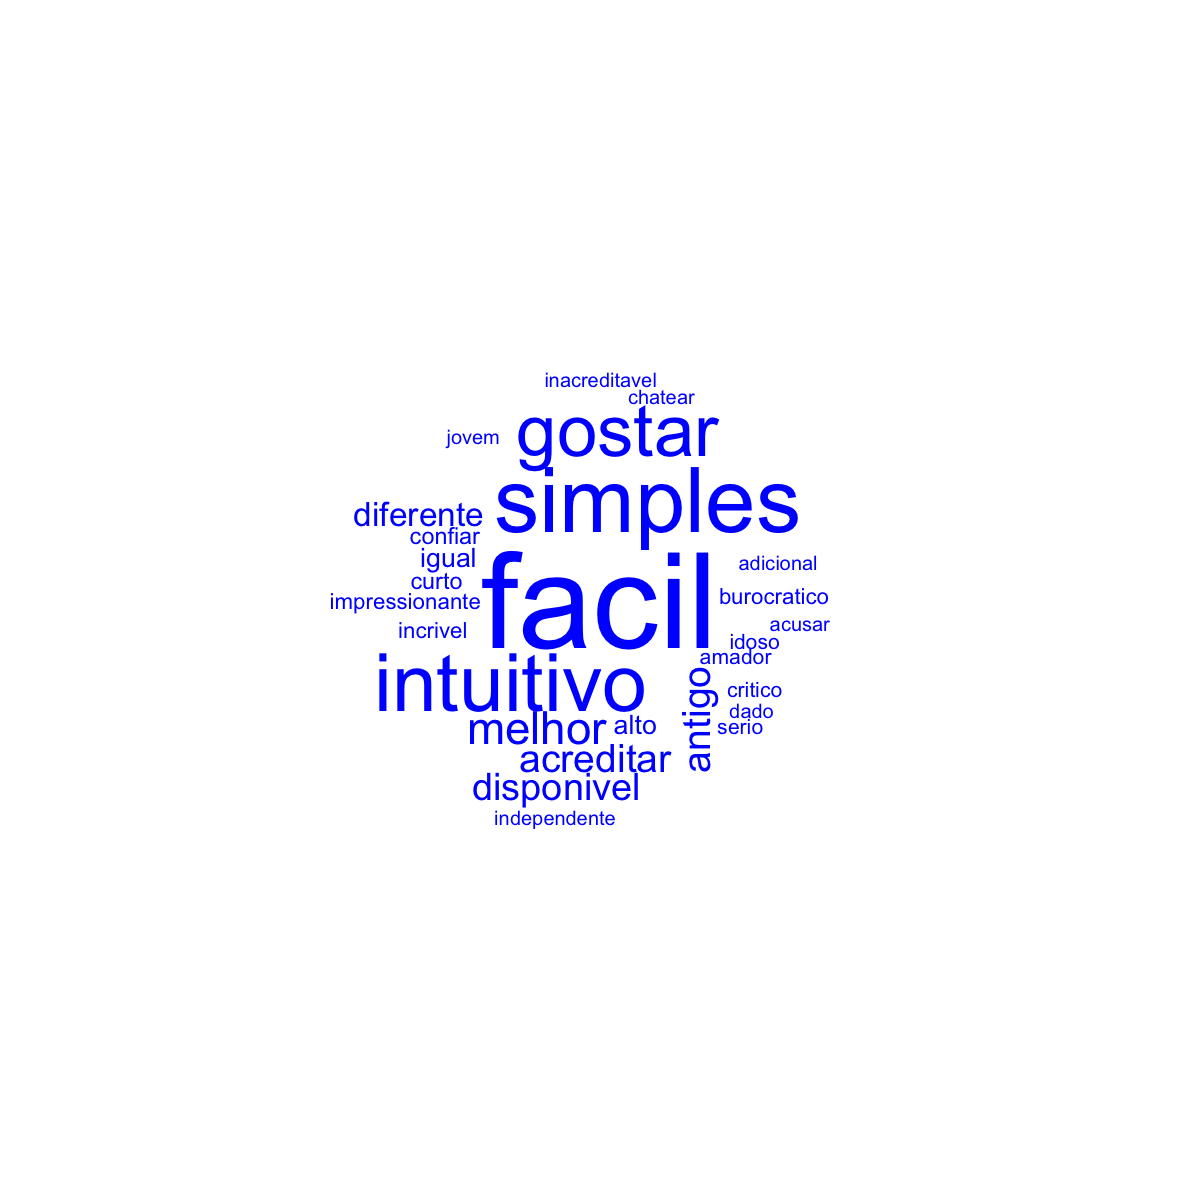 inacreditavel
chatear
jovem
gostar
simples
diferente
confiar
igual
adicional
curto
facil
burocratico
impressionante
acusar
incrivel
idoso
amador
intuitivo
critico
dado
antigo
melhor
alto
serio
acreditar
disponivel
independente